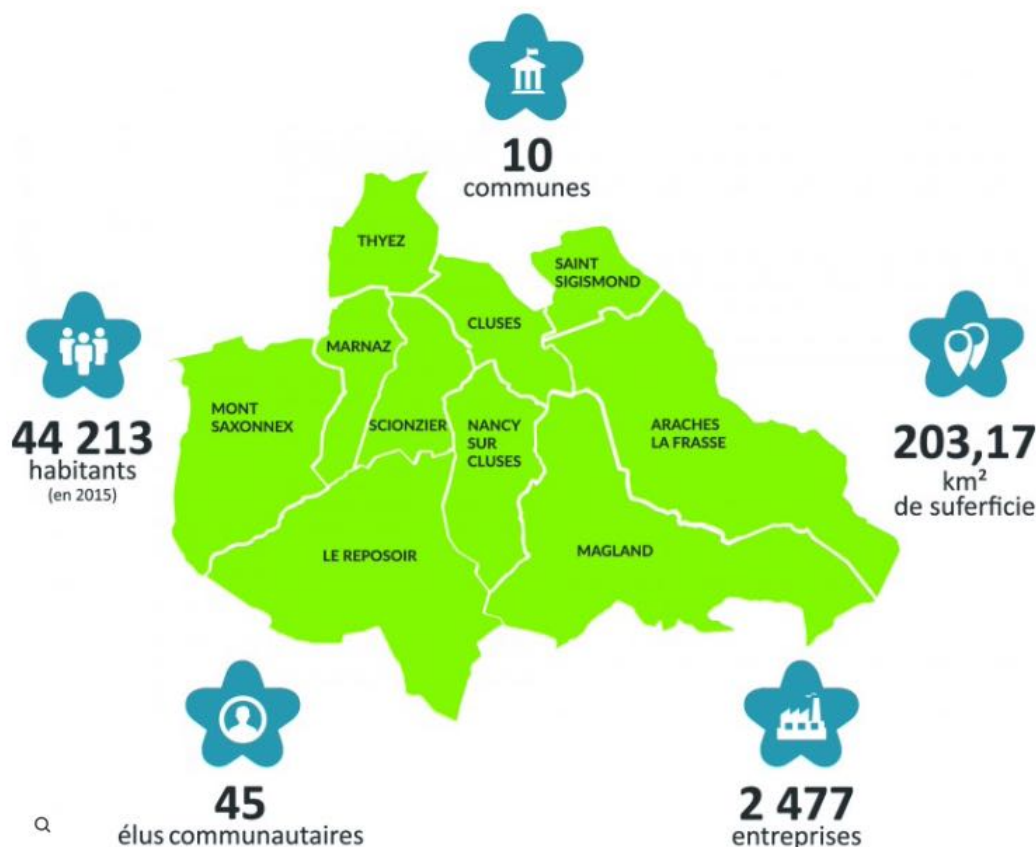 10
communes
THYEZ
SAINT
SIGISMOND
CLUSES
MARNAZ
MONT
SAXONNEX
SCIONZIER
NANCY
SUR
CLUSES
ARACHES
LA FRASSE
LE REPOSOIR
MAGLAND
44 213
habitants
(en 2015)
203,17
km²
de suferficie
45
élus communautaires
2 477
entreprises